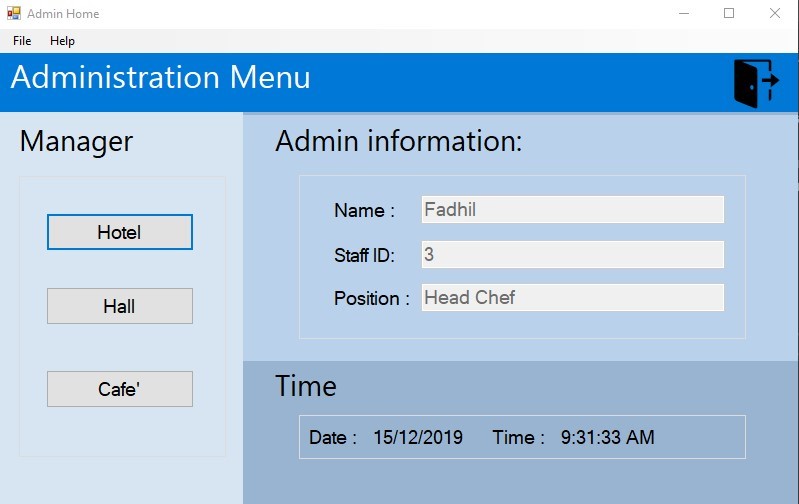 Admin Home
File Help
Administration Menu
Manager
Hotel
Hall
Cafe'
Admin information:
Name : Fadhil
Staff ID: 3
Position : Head Chef
Time
Date : 15/12/2019 Time : 9:31:33 AM